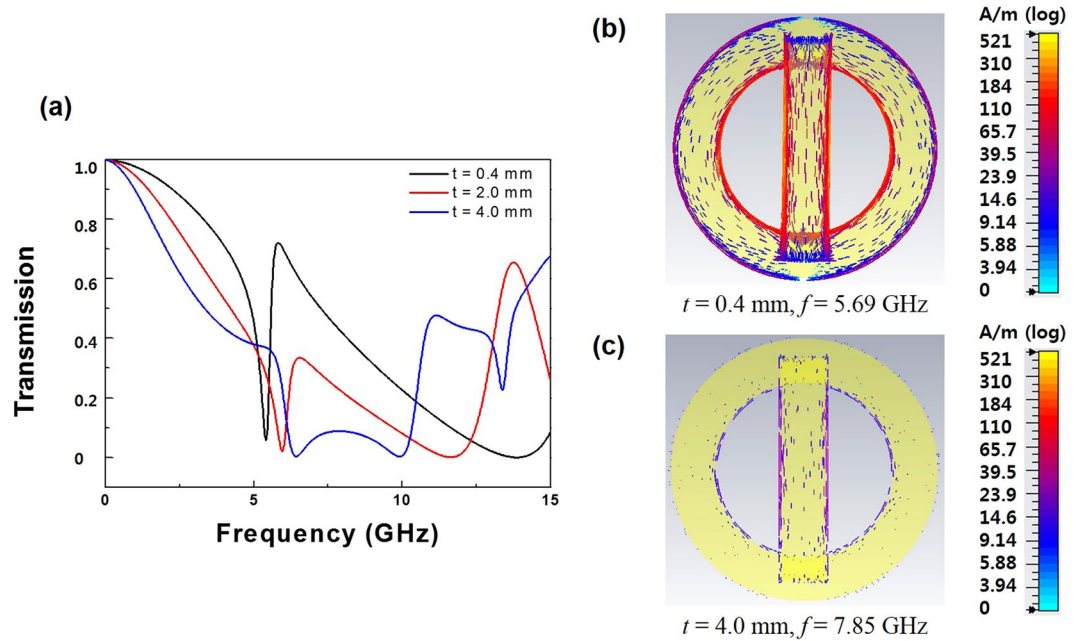 (a)
1.0
0.8
0.6
0.4
0.2
0
0
5
10
15
Transmission
Frequency (GHz)
t = 0.4 mm
t = 2.0 mm
t = 4.0 mm
(b)
A/m (log)
521
310
184
110
65.7
39.5
23.9
14.6
9.14
5.88
3.94
0
t = 0.4 mm, f = 5.69 GHz
(c)
A/m (log)
521
310
184
110
65.7
39.5
23.9
14.6
9.14
5.88
3.94
0
t = 4.0 mm, f = 7.85 GHz